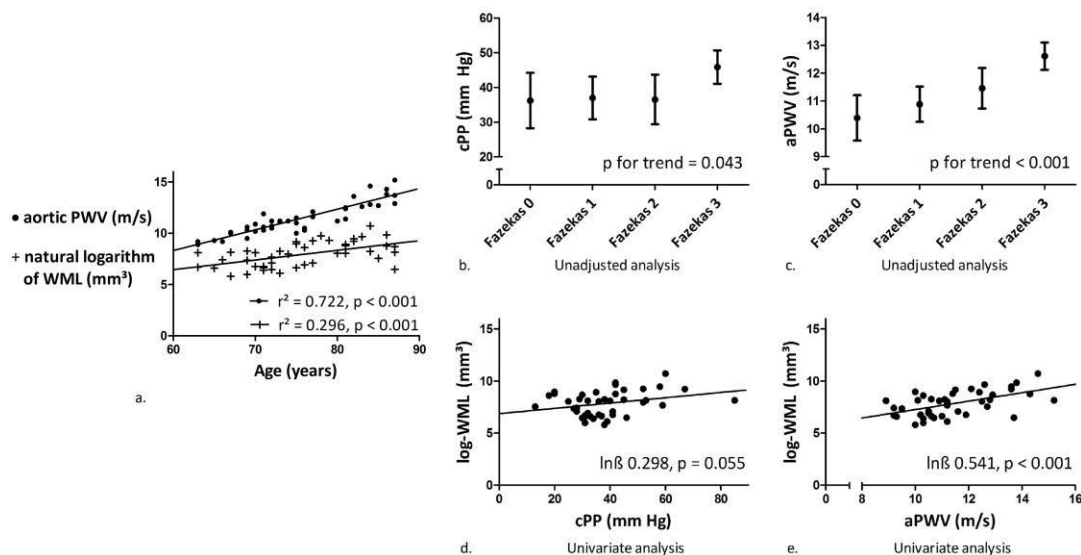 ● aortic PWV (m/s)
+ natural logarithm
of WML (mm³)
15
10
5
0
60
70
80
90
r² = 0.722, p < 0.001
r² = 0.296, p < 0.001
Age (years)
a.
cPP
(mm Hg)
60
50
40
30
20
0
p for trend = 0.043
Fazekas 0
Fazekas 1
Fazekas 2
Fazekas 3
b.
Unadjusted analysis
aPWV (m/s)
14
13
12
11
10
9
0
p for trend < 0.001
Fazekas 0
Fazekas 1
Fazekas 2
Fazekas 3
c.
Unadjusted analysis
log-WML (mm³)
15
10
5
0
lnß 0.298, p = 0.055
0
20
40
60
80
cPP (mm Hg)
d.
Univariate analysis
log-WML (mm³)
15
10
5
0
lnß 0.541, p < 0.001
0
8
10
12
14
16
aPWV (m/s)
e.
Univariate analysis